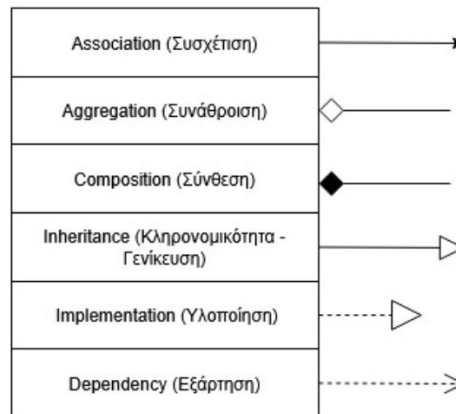 Association (Συσχέτιση)
Aggregation (Συνάθροιση)
Composition (Σύνθεση)
Inheritance (Κληρονομικότητα -
Γενίκευση)
Implementation (Υλοποίηση)
Dependency (Εξάρτηση)